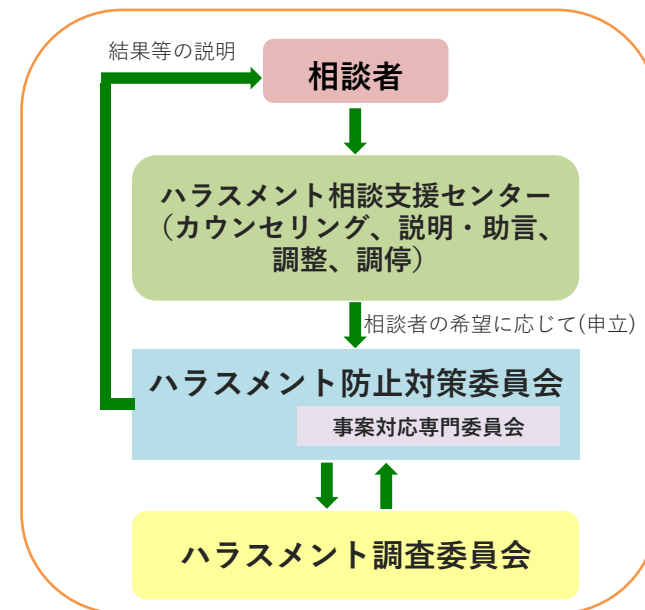 結果等の説明
相談者
ハラスメント相談支援センター
（カウンセリング、説明・助言、
調整、調停）
相談者の希望に応じて(申立)
ハラスメント防止対策委員会
事案対応専門委員会
ハラスメント調査委員会